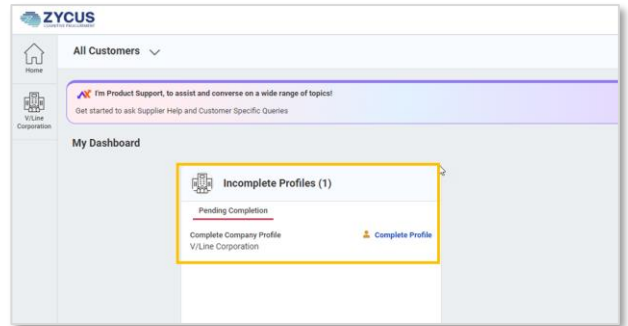 ZYCUS
COGNITIVE PROCUREMENT
Home
V/Line
Corporation
All Customers
I'm Product Support, to assist and converse on a wide range of topics!
Get started to ask Supplier Help and Customer Specific Queries
My Dashboard
Incomplete Profiles (1)
Pending Completion
Complete Company Profile
Complete Profile
V/Line Corporation